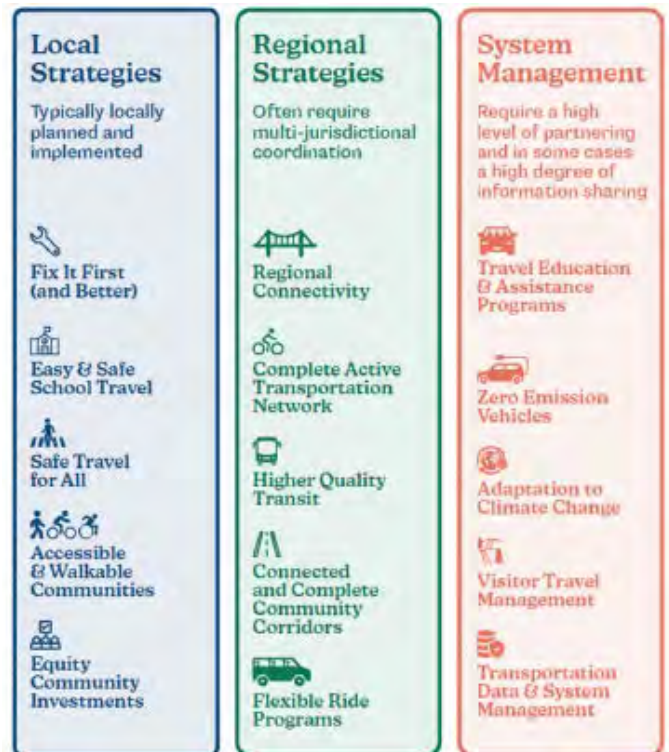 Local
Strategies
Typically locally
planned and
implemented
Fix It First
(and Better)
Easy & Safe
School Travel
Safe Travel
for All
Accessible
& Walkable
Communities
Equity
Community
Investments
Regional
Strategies
Often require
multi-jurisdictional
coordination
Regional
Connectivity
Complete Active
Transportation
Network
Higher Quality
Transit
Connected
and Complete
Community
Corridors
Flexible Ride
Programs
System
Management
Require a high
level of partnering
and in some cases
a high degree of
information sharing
Travel Education
& Assistance
Programs
Zero Emission
Vehicles
Adaptation to
Climate Change
Visitor Travel
Management
Transportation
Data & System
Management